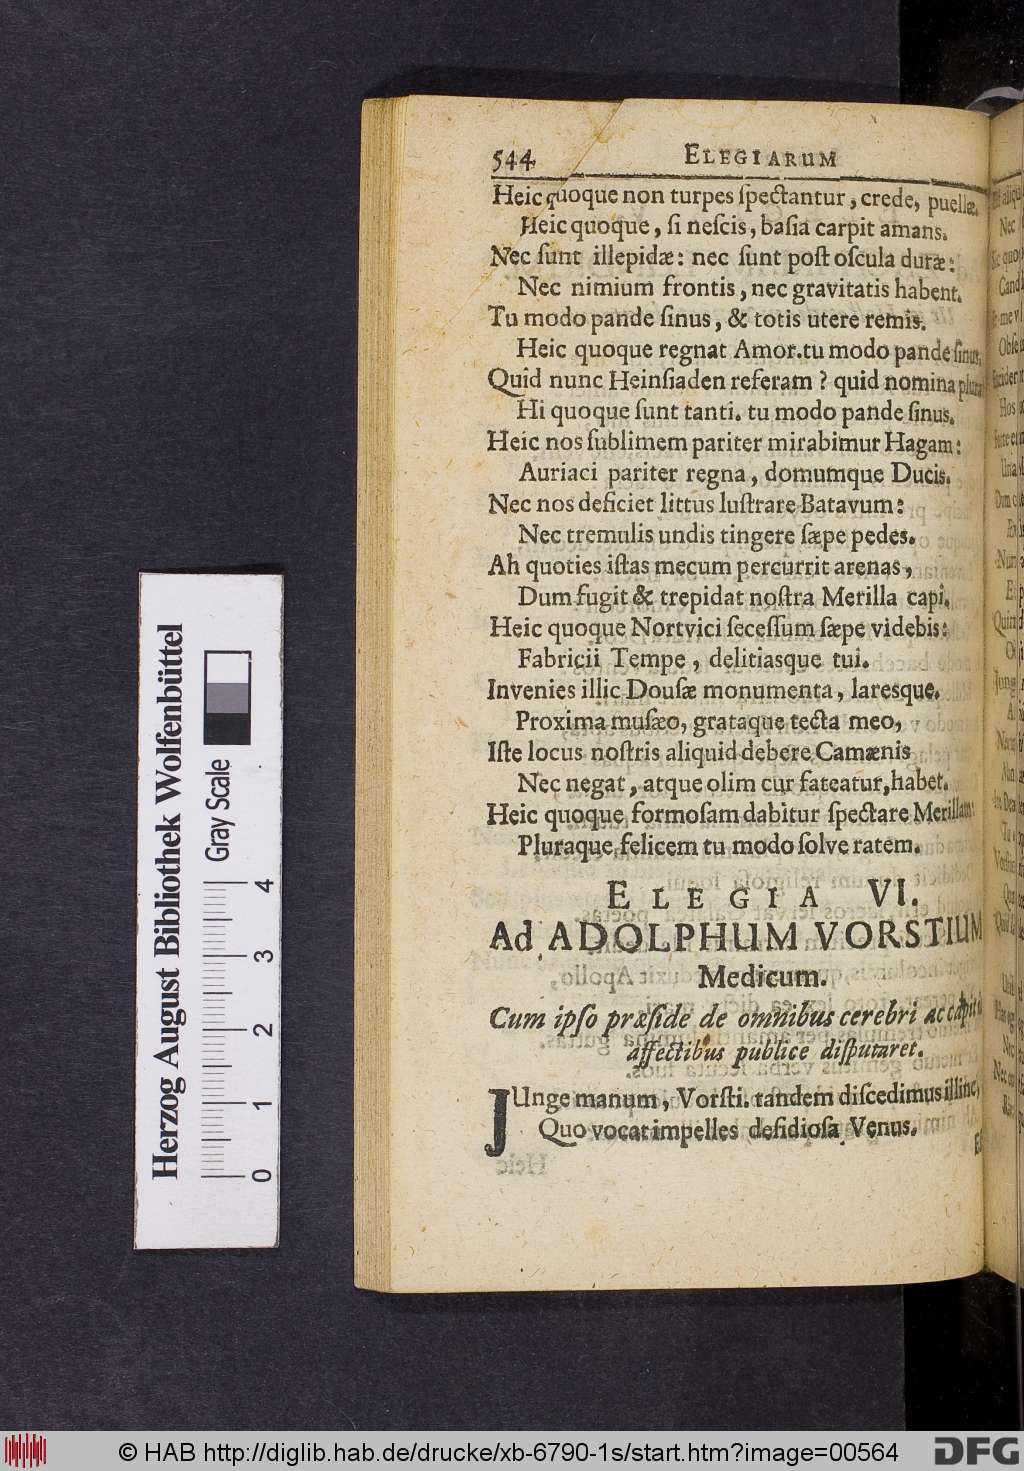 544 ELEGIARUM
Heic quoque non turpes ſpectantur, crede, puellæ.
Heic quoque, ſi neſcis, baſia carpit amans.
Nec ſunt illepidæ: nec ſunt poſt oſcula duræ:
Nec nimium frontis, nec gravitatis habent.
Tu modo pande ſinus, & totis utere remis.
Heic quoque regnat Amor. tu modo pande ſinus,
Quid nunc Heinſiaden referam? quid nomina plura
Hi quoque ſunt tanti. tu modo pande ſinus.
Heic nos ſublimem pariter mirabimur Hagam:
Auriaci pariter regna, domumque Ducis.
Nec nos deficiet littus luſtrare Batavum:
Nec tremulis undis tingere ſæpe pedes.
Ah quoties iſtas mecum percurrit arenas,
Dum fugit & trepidat noſtra Merilla capi.
Heic quoque Nortvici ſeceſſum ſæpe videbis:
Fabricii Tempe, delitiasque tui.
Invenies illic Douſæ monumenta, laresque.
Proxima muſæo, grataque tecta meo,
Iſte locus noſtris aliquid debere Camænis
Nec negat, atque olim cur fateatur, habet.
Heic quoque formoſam dabitur ſpectare Merillam:
Pluraque felicem tu modo ſolve ratem.
ELEGIA VI.
Ad ADOLPHUM VORSTIUM
Medicum.
Cum ipſo præſide de omnibus cerebri ac capitis
affectibus publice diſputaret.
JUnge manum, Vorſti. tandem diſcedimus illinc,
Quo vocat impelles deſidioſa Venus.
Herzog August Bibliothek Wolfenbüttel
Gray Scale
0 1 2 3 4
© HAB http://diglib.hab.de/drucke/xb-6790-1s/start.htm?image=00564
DFG